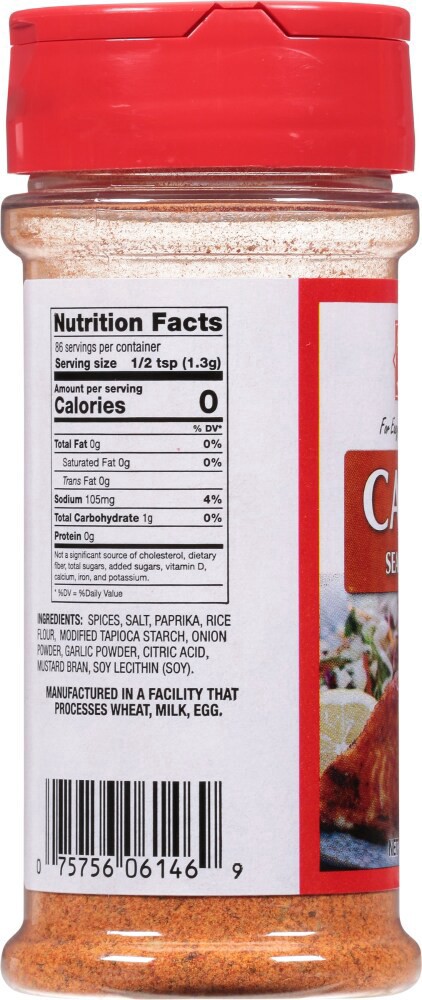 Nutrition Facts
86 servings per container
Serving size 1/2 tsp (1.3g)
Amount per serving
Calories 0
% DV*
Total Fat 0g 0%
Saturated Fat 0g 0%
Trans Fat 0g
Sodium 105mg 4%
Total Carbohydrate 1g 0%
Protein 0g
Not a significant source of cholesterol, dietary
fiber, total sugars, added sugars, vitamin D,
calcium, iron, and potassium.
* %DV = %Daily Value
INGREDIENTS: SPICES, SALT, PAPRIKA, RICE
FLOUR, MODIFIED TAPIOCA STARCH, ONION
POWDER, GARLIC POWDER, CITRIC ACID,
MUSTARD BRAN, SOY LECITHIN (SOY).
MANUFACTURED IN A FACILITY THAT
PROCESSES WHEAT, MILK, EGG.
0 75756 06146 9
For
CA
SEA
NE